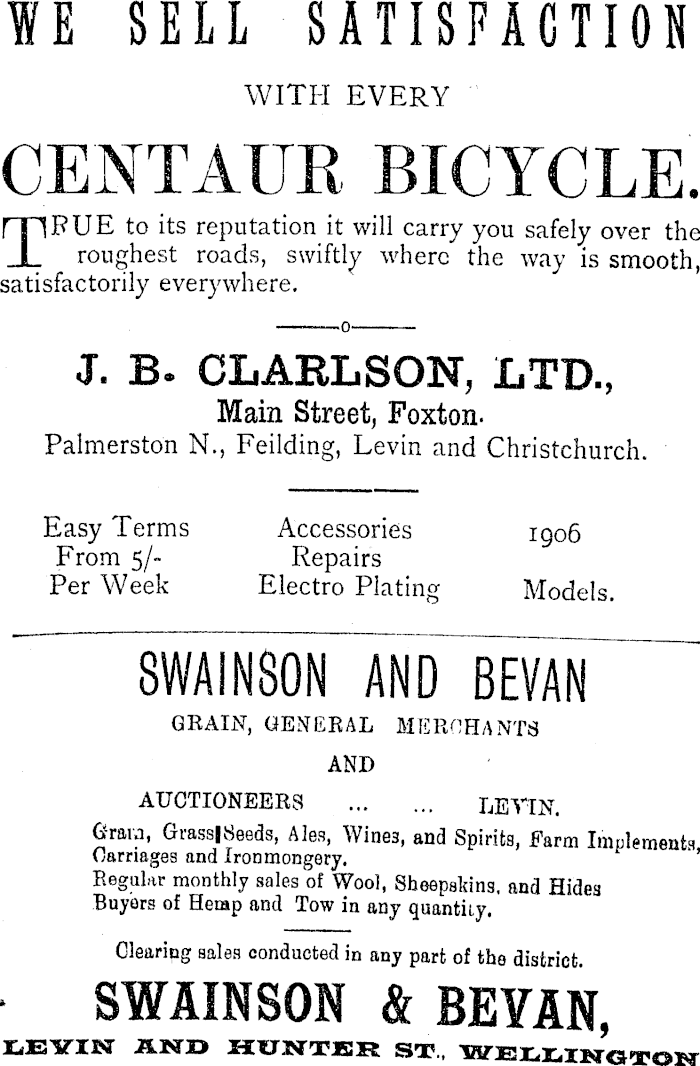 WE SELL SATISFACTION
WITH EVERY
CENTAUR BICYCLE.
TRUE to its reputation it will carry you safely over the
roughest roads, swiftly where the way is smooth,
satisfactorily everywhere.
J. B. CLARLSON, LTD.,
Main Street, Foxton.
Palmerston N., Feilding, Levin and Christchurch.
Easy Terms Accessories 1906
From 5/- Repairs
Per Week Electro Plating Models.
SWAINSON AND BEVAN
GRAIN, GENERAL MERCHANTS
AND
AUCTIONEERS ... ... LEVIN.
Grain, Grass Seeds, Ales, Wines, and Spirits, Farm Implements,
Carriages and Ironmongery.
Regular monthly sales of Wool, Sheepskins, and Hides
Buyers of Hemp and Tow in any quantity.
Clearing sales conducted in any part of the district.
SWAINSON & BEVAN,
LEVIN AND HUNTER ST., WELLINGTON